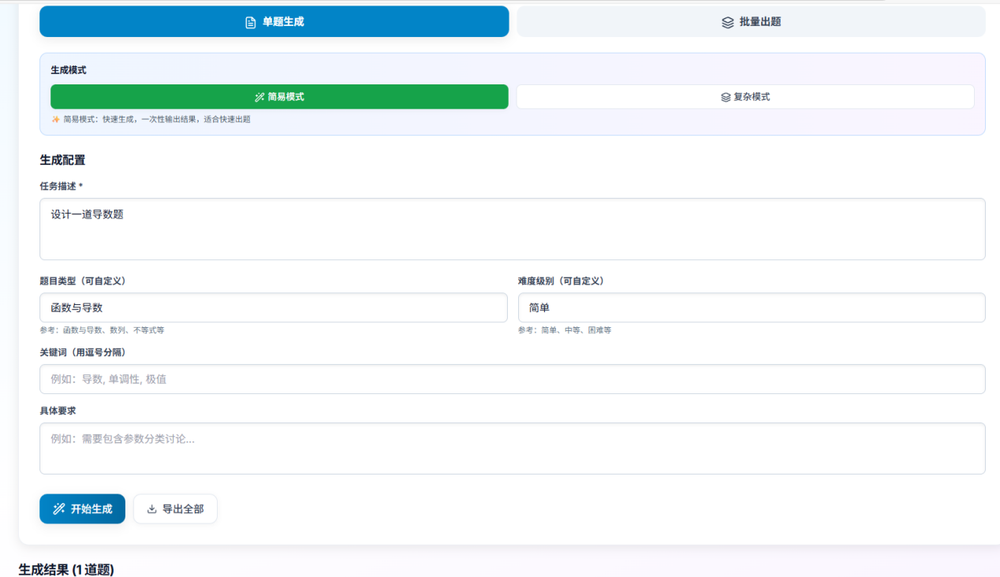 单题生成
批量出题
生成模式
简易模式
复杂模式
✨ 简易模式：快速生成，一次性输出结果，适合快速出题
生成配置
任务描述 *
设计一道导数题
题目类型（可自定义）
难度级别（可自定义）
函数与导数
简单
参考：函数与导数、数列、不等式等
参考：简单、中等、困难等
关键词（用逗号分隔）
例如：导数, 单调性, 极值
具体要求
例如：需要包含参数分类讨论...
开始生成
导出全部
生成结果 (1 道题)